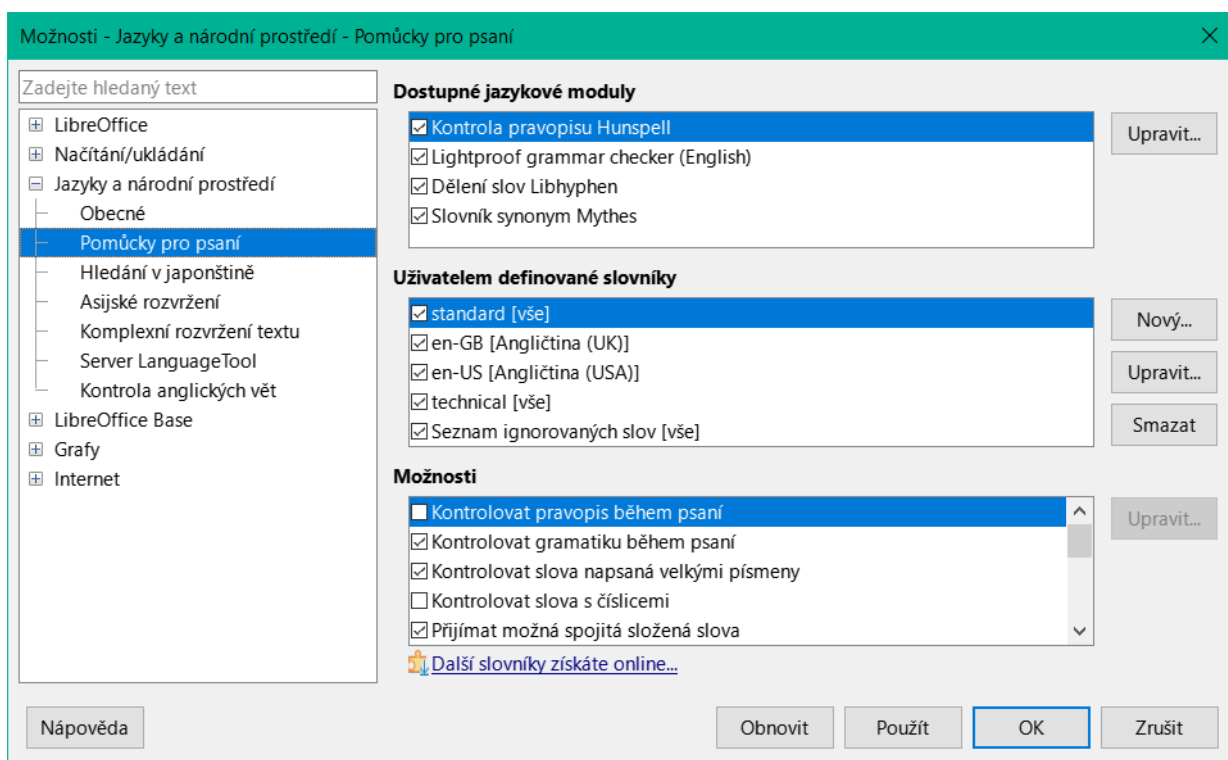 Možnosti - Jazyky a národní prostředí - Pomůcky pro psaní
Zadejte hledaný text
LibreOffice
Načítání/ukládání
Jazyky a národní prostředí
Obecné
Pomůcky pro psaní
Hledání v japonštině
Asijské rozvržení
Komplexní rozvržení textu
Server LanguageTool
Kontrola anglických vět
LibreOffice Base
Grafy
Internet
Dostupné jazykové moduly
Kontrola pravopisu Hunspell
Lightproof grammar checker (English)
Dělení slov Libhyphen
Slovník synonym Mythes
Upravit...
Uživatelem definované slovníky
standard [vše]
en-GB [Angličtina (UK)]
en-US [Angličtina (USA)]
technical [vše]
Seznam ignorovaných slov [vše]
Nový...
Upravit...
Smazat
Možnosti
Kontrolovat pravopis během psaní
Kontrolovat gramatiku během psaní
Kontrolovat slova napsaná velkými písmeny
Kontrolovat slova s číslicemi
Přijímat možná spojitá složená slova
Upravit...
Další slovníky získáte online...
Nápověda
Obnovit
Použít
OK
Zrušit